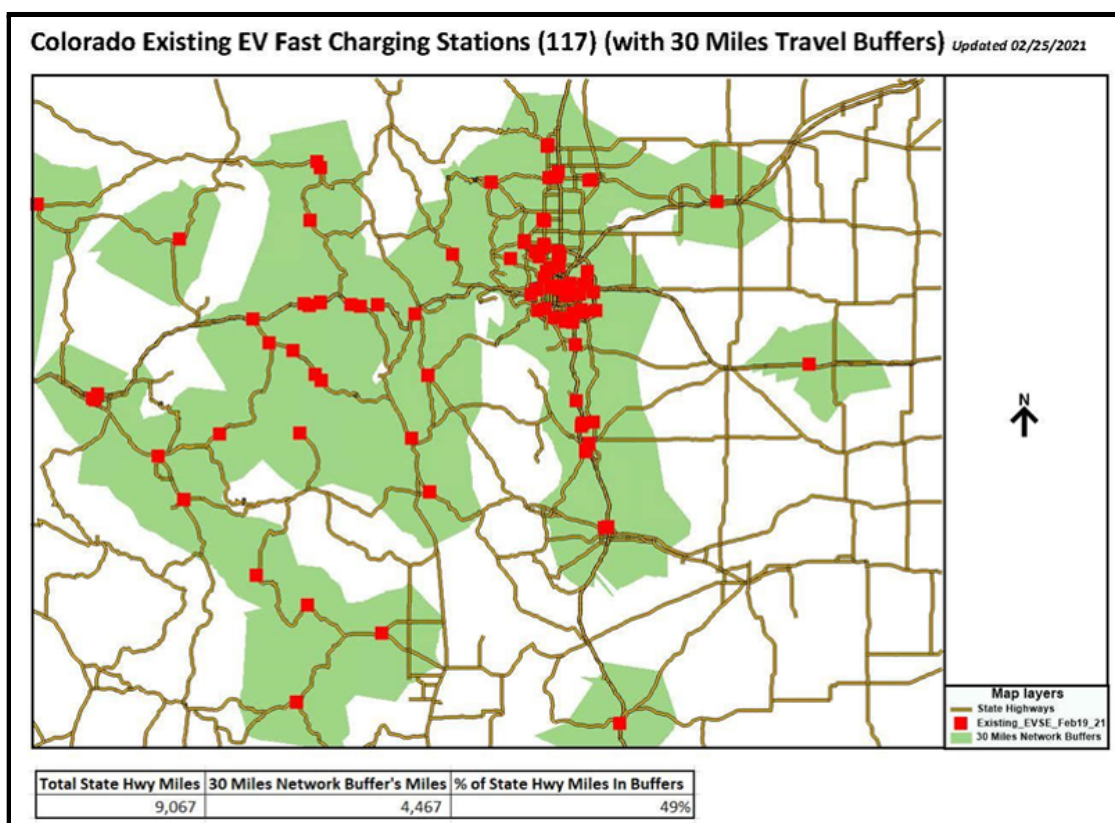 Colorado Existing EV Fast Charging Stations (117) (with 30 Miles Travel Buffers) Updated 02/25/2021
N
Map layers
State Highways
Existing_EVSE_Feb19_21
30 Miles Network Buffers
Total State Hwy Miles 30 Miles Network Buffer's Miles % of State Hwy Miles In Buffers
9,067 4,467 49%